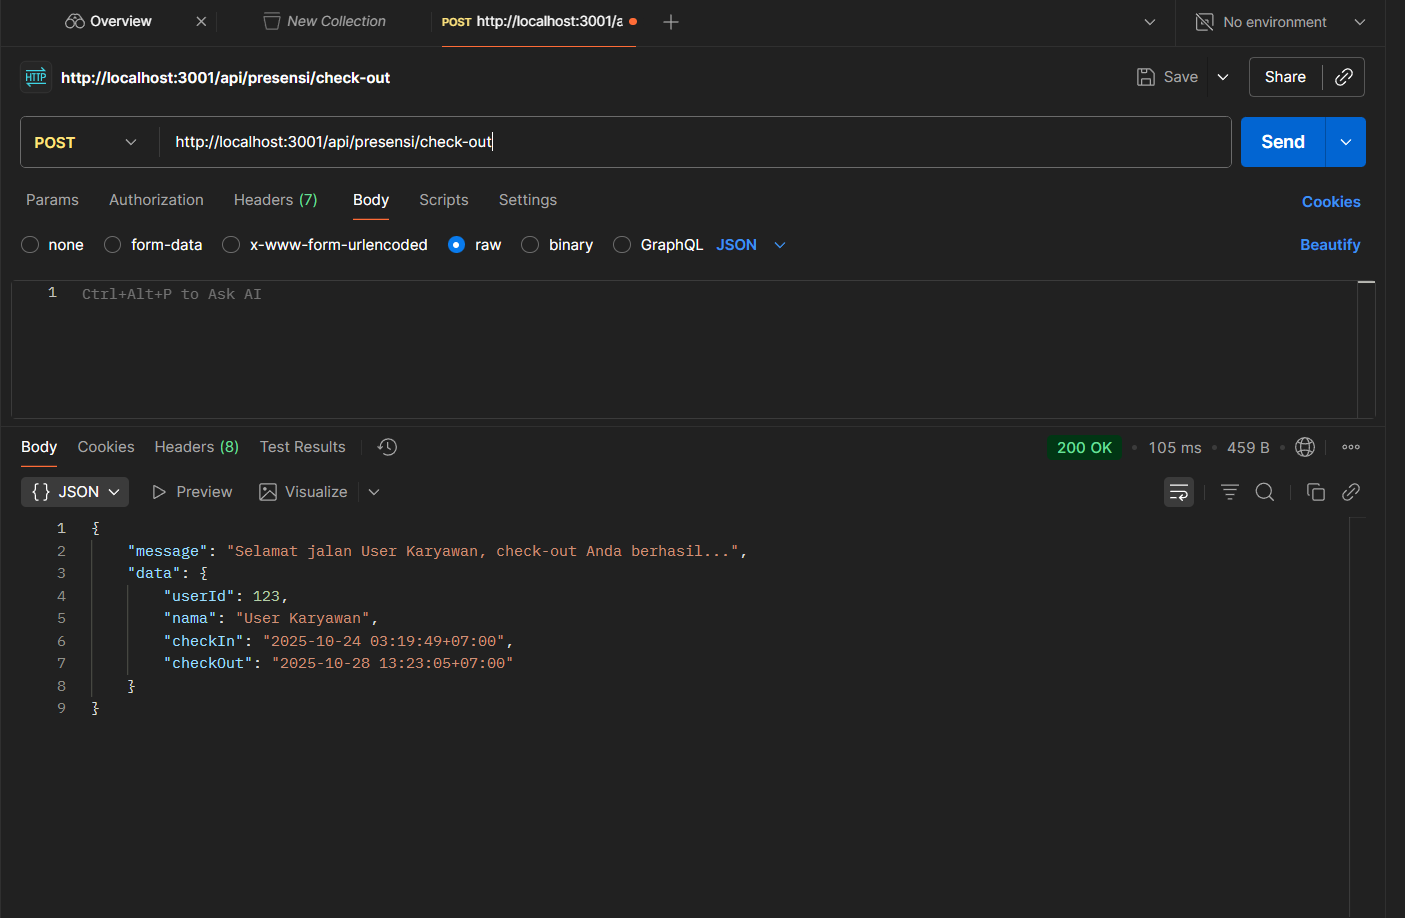 Overview
New Collection
POST http://localhost:3001/a
No environment
HTTP http://localhost:3001/api/presensi/check-out
Save
Share
POST
http://localhost:3001/api/presensi/check-out
Send
Params
Authorization
Headers (7)
Body
Scripts
Settings
Cookies
none
form-data
x-www-form-urlencoded
raw
binary
GraphQL
JSON
Beautify
1 Ctrl+Alt+P to Ask AI
Body
Cookies
Headers (8)
Test Results
200 OK • 105 ms • 459 B •
{} JSON
Preview
Visualize
1 {
2 "message": "Selamat jalan User Karyawan, check-out Anda berhasil...",
3 "data": {
4 "userId": 123,
5 "nama": "User Karyawan",
6 "checkIn": "2025-10-24 03:19:49+07:00",
7 "checkOut": "2025-10-28 13:23:05+07:00"
8 }
9 }